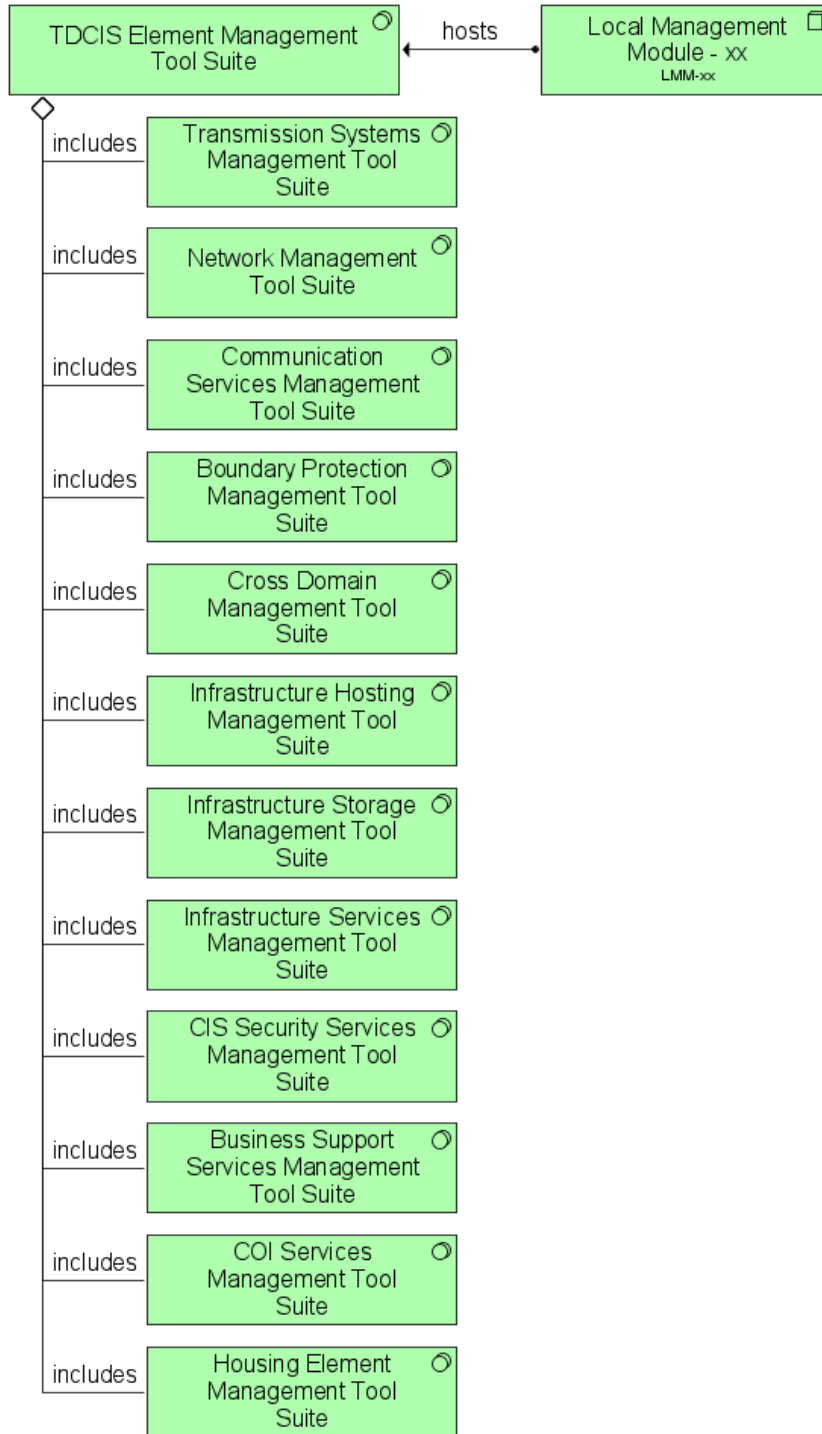 TDCIS Element Management
Tool Suite
hosts
Local Management
Module - xx
LMM-xx
includes
Transmission Systems
Management Tool
Suite
includes
Network Management
Tool Suite
includes
Communication
Services Management
Tool Suite
includes
Boundary Protection
Management Tool
Suite
includes
Cross Domain
Management Tool
Suite
includes
Infrastructure Hosting
Management Tool
Suite
includes
Infrastructure Storage
Management Tool
Suite
includes
Infrastructure Services
Management Tool
Suite
includes
CIS Security Services
Management Tool
Suite
includes
Business Support
Services Management
Tool Suite
includes
COI Services
Management Tool
Suite
includes
Housing Element
Management Tool
Suite